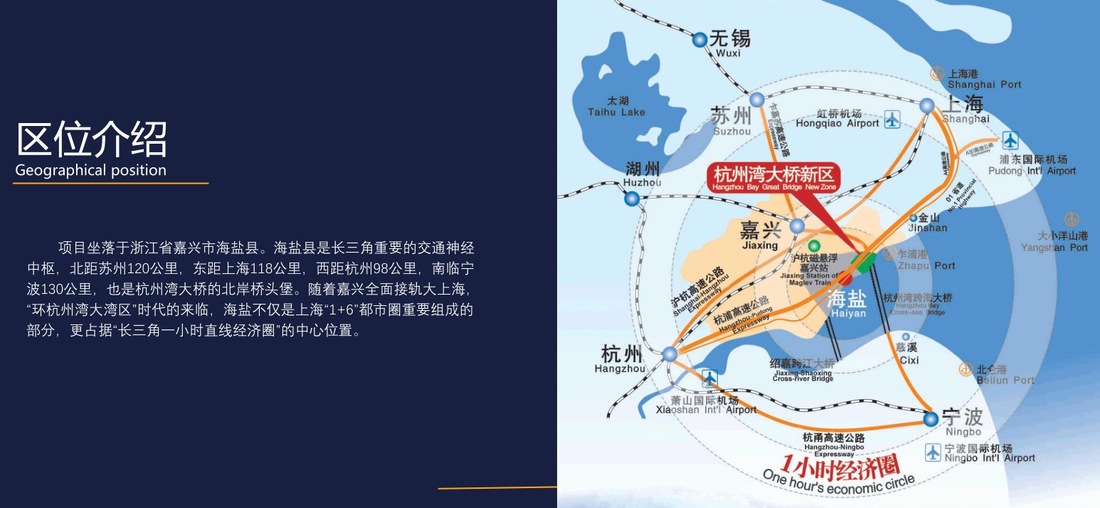 区位介绍
Geographical position
项目坐落于浙江省嘉兴市海盐县。海盐县是长三角重要的交通神经
中枢，北距苏州120公里，东距上海118公里，西距杭州98公里，南临宁
波130公里，也是杭州湾大桥的北岸桥头堡。随着嘉兴全面接轨大上海，
“环杭州湾大湾区”时代的来临，海盐不仅是上海“1+6”都市圈重要组成的
部分，更占据“长三角一小时直线经济圈”的中心位置。
无锡
Wuxi
太湖
Taihu Lake
苏州
Suzhou
上海港
Shanghai Port
上海
Shanghai
虹桥机场
Hongqiao Airport
浦东国际机场
Pudong Int'l Airport
湖州
Huzhou
杭州湾大桥新区
Hangzhou Bay Great Bridge New Zone
嘉兴
Jiaxing
金山
Jinshan
大小洋山港
Yangshan Port
沪杭磁悬浮
嘉兴站
Jiaxing Station of
Maglev Train
乍浦港
Zhapu Port
沪杭高速公路
Shanghai-Hangzhou
Expressway
杭浦高速公路
Hangzhou-Pudong
Expressway
海盐
Haiyan
杭州湾跨海大桥
Hangzhou Bay
Cross-sea Bridge
慈溪
Cixi
杭州
Hangzhou
绍嘉跨江大桥
Jiaxing-Shaoxing
Cross-river Bridge
北仑港
Beilun Port
萧山国际机场
Xiaoshan Int'l Airport
宁波
Ningbo
杭甬高速公路
Hangzhou-Ningbo
Expressway
宁波国际机场
Ningbo Int'l Airport
1小时经济圈
One hour's economic circle